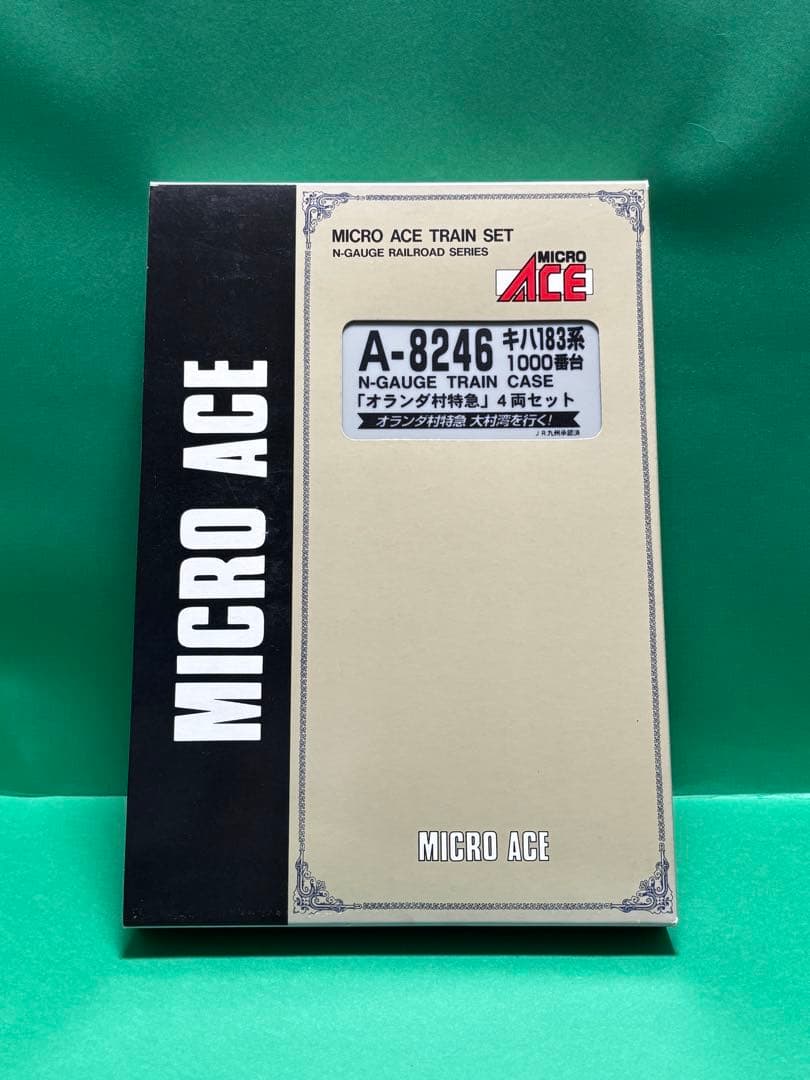 MICRO ACE
MICRO ACE TRAIN SET
N-GAUGE RAILROAD SERIES
MICRO
ACE
A-8246 キハ183系
1000番台
N-GAUGE TRAIN CASE
「オランダ村特急」4両セット
オランダ村特急 大村湾を行く!
JR九州承認済
MICRO ACE